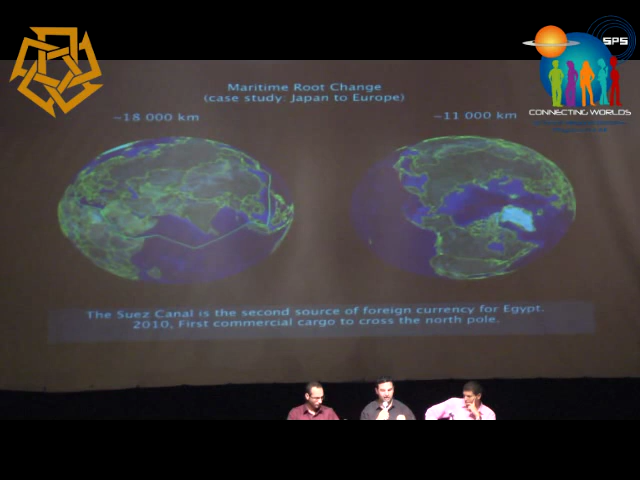 SPS
CONNECTING WORLDS
Maritime Root Change
(case study: Japan to Europe)
~18 000 km
~11 000 km
The Suez Canal is the second source of foreign currency for Egypt.
2010, First commercial cargo to cross the north pole.